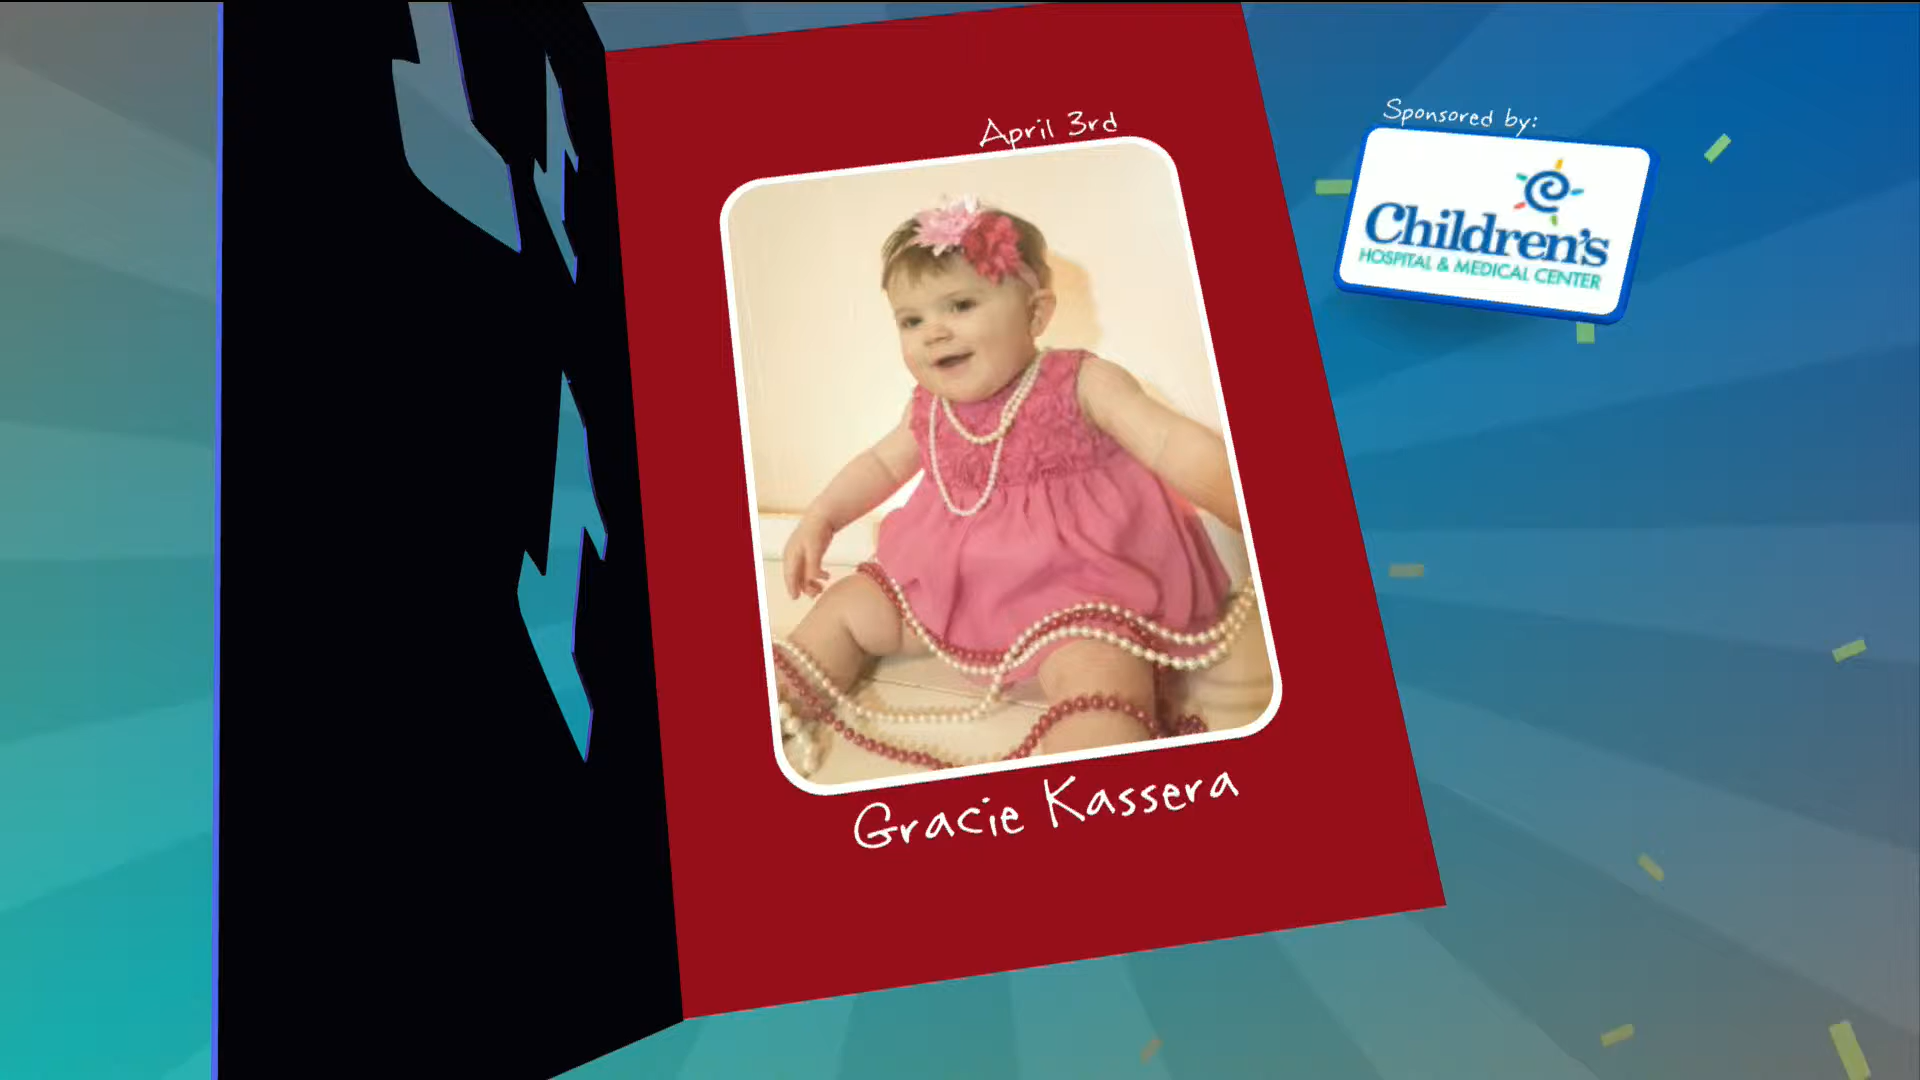 April 3rd
Gracie Kassera
Sponsored by:
Children's
HOSPITAL & MEDICAL CENTER